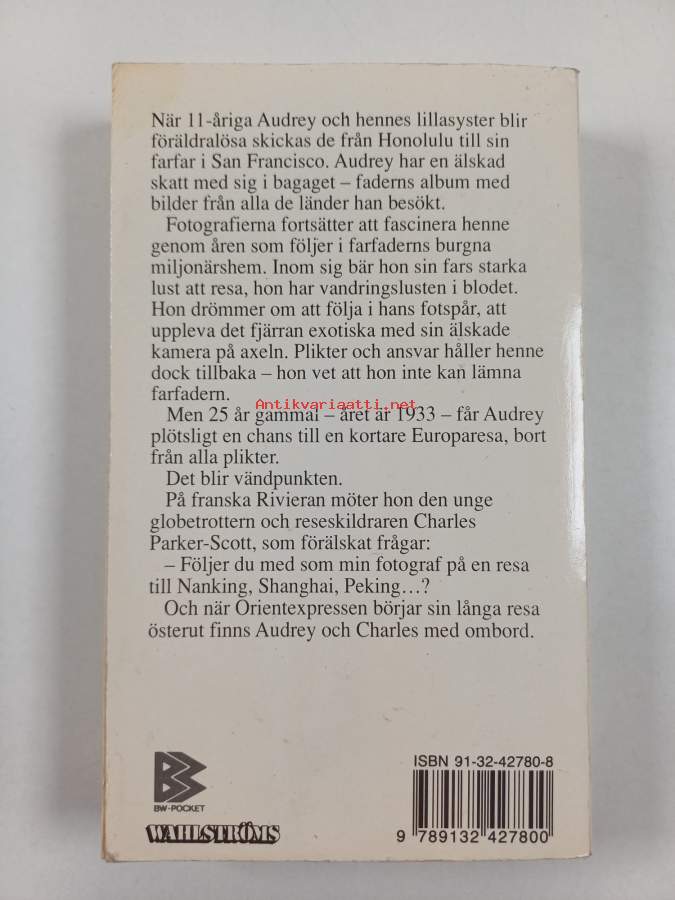 När 11-åriga Audrey och hennes lillasyster blir
föräldralösa skickas de från Honolulu till sin
farfar i San Francisco. Audrey har en älskad
skatt med sig i bagaget – faderns album med
bilder från alla de länder han besökt.
Fotografierna fortsätter att fascinera henne
genom åren som följer i farfaderns burgna
miljonärshem. Inom sig bär hon sin fars starka
lust att resa, hon har vandringslusten i blodet.
Hon drömmer om att följa i hans fotspår, att
uppleva det fjärran exotiska med sin älskade
kamera på axeln. Plikter och ansvar håller henne
dock tillbaka – hon vet att hon inte kan lämna
farfadern.
Antikvariaatti.net
Men 25 år gammal – året är 1933 – får Audrey
plötsligt en chans till en kortare Europaresa, bort
från alla plikter.
Det blir vändpunkten.
På franska Rivieran möter hon den unge
globetrottern och reseskildraren Charles
Parker-Scott, som förälskat frågar:
– Följer du med som min fotograf på en resa
till Nanking, Shanghai, Peking...?
Och när Orientexpressen börjar sin långa resa
österut finns Audrey och Charles med ombord.
BW-POCKET
WAHLSTRÖMS
ISBN 91-32-42780-8
9 789132 427800